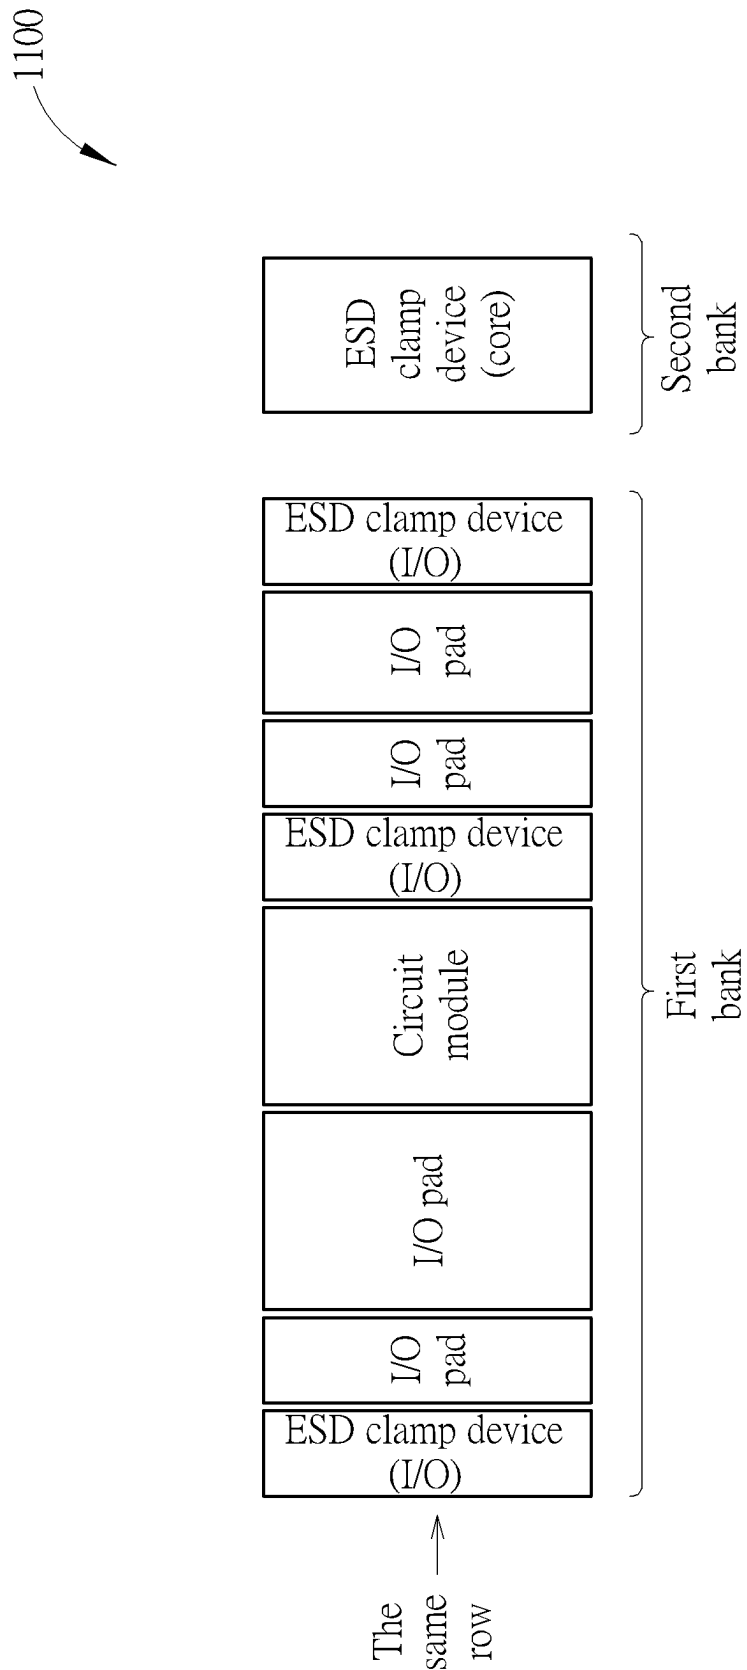 1100
ESD
clamp
device
(core)
Second
bank
ESD clamp device
(I/O)
I/O
pad
I/O
pad
ESD clamp device
(I/O)
Circuit
module
I/O pad
I/O
pad
ESD clamp device
(I/O)
First
bank
The
same
row